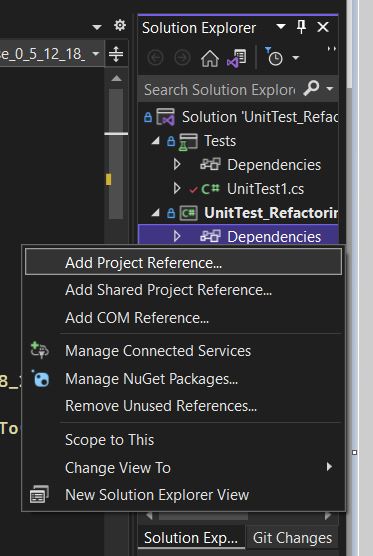 Solution Explorer
se_0_5_12_18_
Search Solution Explor
Solution 'UnitTest_Refac
Tests
Dependencies
C# UnitTest1.cs
C# UnitTest_Refactorin
Dependencies
Add Project Reference...
Add Shared Project Reference...
Add COM Reference...
Manage Connected Services
Manage NuGet Packages...
Remove Unused References...
Scope to This
Change View To
New Solution Explorer View
8_
To
Solution Exp...
Git Changes